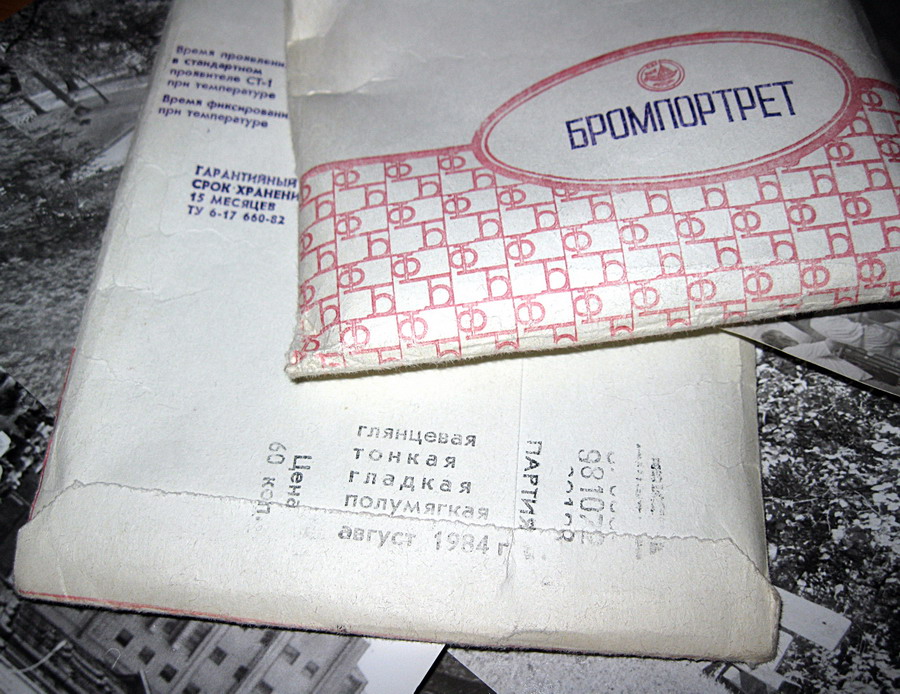 Время проявлени
в стандартном
проявителе СТ-1
при температуре
Время фиксировани
при температуре
ГАРАНТИЙНЫЙ
СРОК ХРАНЕНИ
15 МЕСЯЦЕВ
ТУ 6-17 660-82
БРОМПОРТРЕТ
глянцевая
тонкая
гладкая
полумягкая
август 1984 г
Цена
60 коп.
ПАРТИЯ